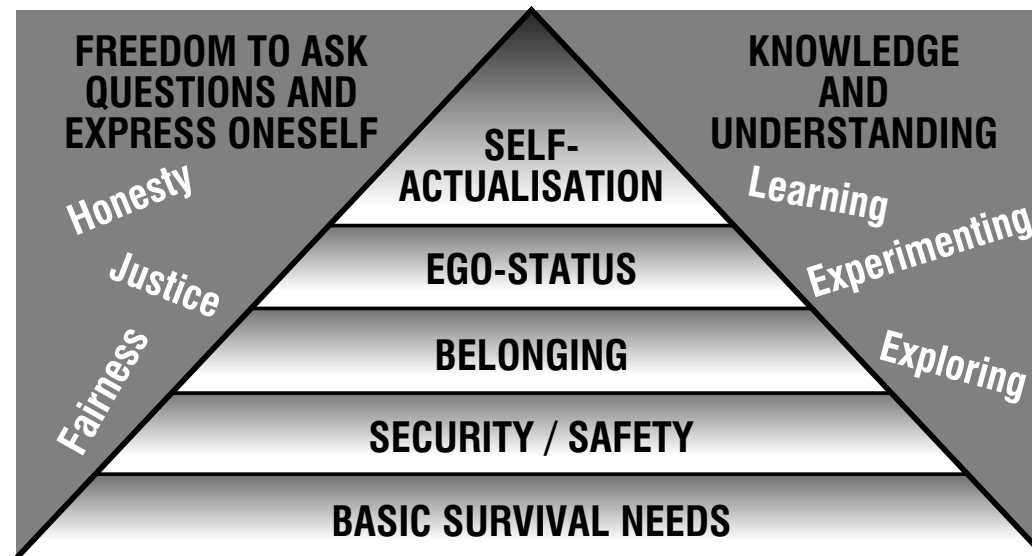 FREEDOM TO ASK
QUESTIONS AND
EXPRESS ONESELF
Honesty
Justice
Fairness
KNOWLEDGE
AND
UNDERSTANDING
Learning
Experimenting
Exploring
SELF-
ACTUALISATION
EGO-STATUS
BELONGING
SECURITY / SAFETY
BASIC SURVIVAL NEEDS